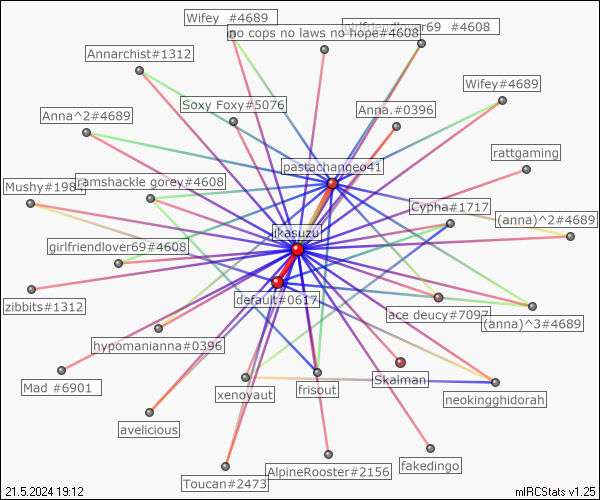 Wifey_#4689
girlfriendlover69_#4608
no cops no laws no hope#4608
Annarchist#1312
Wifey#4689
Soxy Foxy#5076
Anna.#0396
Anna^2#4689
rattgaming
pastachangeo41
Mushy#1984
ramshackle gorey#4608
Cypha#1717
(anna)^2#4689
ikasuzu
girlfriendlover69#4608
default#0617
zibbits#1312
ace deucy#7097
(anna)^3#4689
hypomanianna#0396
Skalman
Mad #6901
xenoyaut
frisout
neokingghidorah
avelicious
AlpineRooster#2156
fakedingo
Toucan#2473
21.5.2024 19:12
mIRCStats v1.25